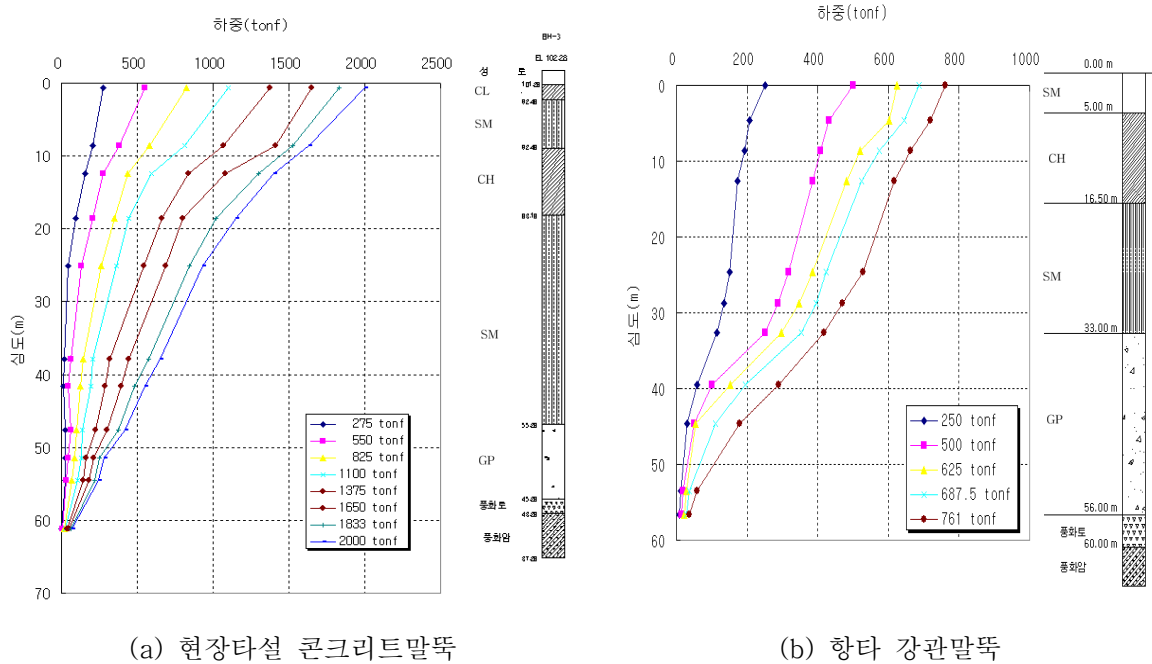 하중(tonf)
0 500 1000 1500 2000 2500
0
10
20
30
40
50
60
70
심도(m)
275 tonf
550 tonf
825 tonf
1100 tonf
1375 tonf
1650 tonf
1833 tonf
2000 tonf
BH-3
EL 102.28
성 토
CL
SM
CH
SM
GP
풍화토
풍화암
(a) 현장타설 콘크리트말뚝
하중(tonf)
0 200 400 600 800 1000
0
10
20
30
40
50
60
심도(m)
250 tonf
500 tonf
625 tonf
687.5 tonf
761 tonf
0.00 m
SM
5.00 m
CH
16.50 m
SM
33.00 m
GP
56.00 m
풍화토
60.00 m
풍화암
(b) 항타 강관말뚝